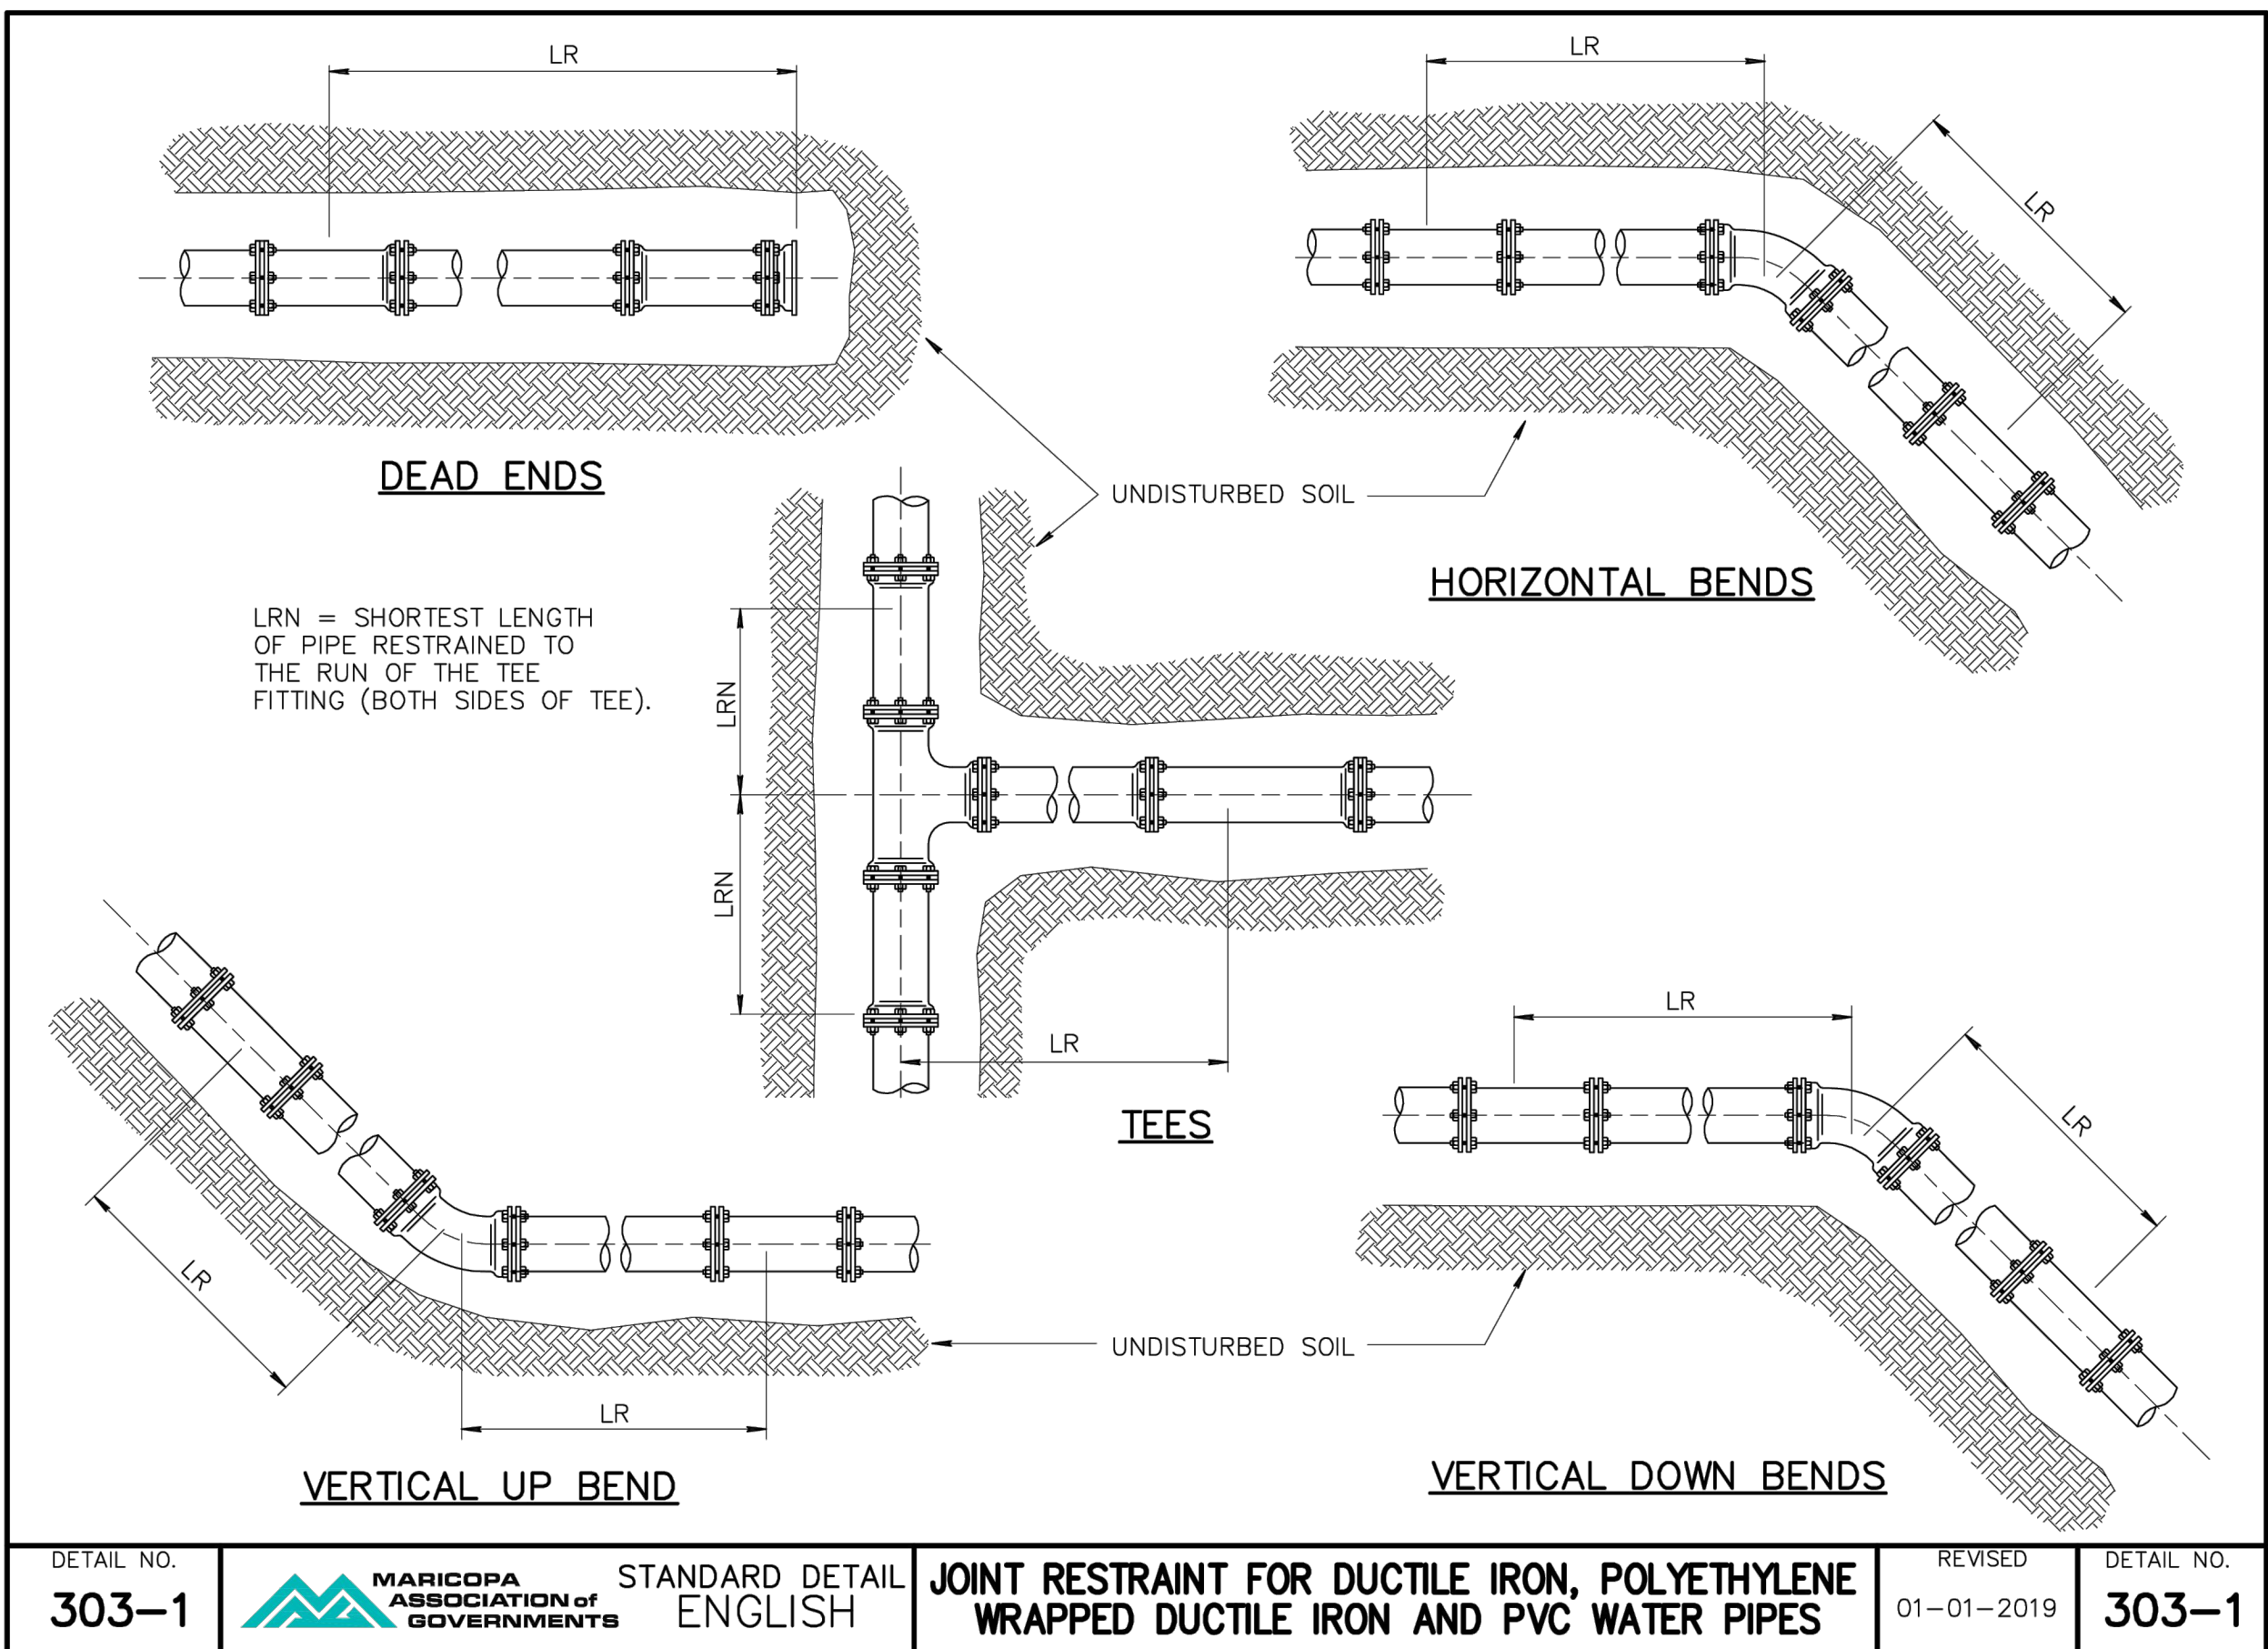 LR
DEAD ENDS
LR
LR
HORIZONTAL BENDS
UNDISTURBED SOIL
LRN = SHORTEST LENGTH
OF PIPE RESTRAINED TO
THE RUN OF THE TEE
FITTING (BOTH SIDES OF TEE).
LRN
LRN
LR
TEES
LR
LR
VERTICAL UP BEND
UNDISTURBED SOIL
LR
LR
VERTICAL DOWN BENDS
DETAIL NO.
303-1
MARICOPA
ASSOCIATION of
GOVERNMENTS
STANDARD DETAIL
ENGLISH
JOINT RESTRAINT FOR DUCTILE IRON, POLYETHYLENE
WRAPPED DUCTILE IRON AND PVC WATER PIPES
REVISED
01-01-2019
DETAIL NO.
303-1